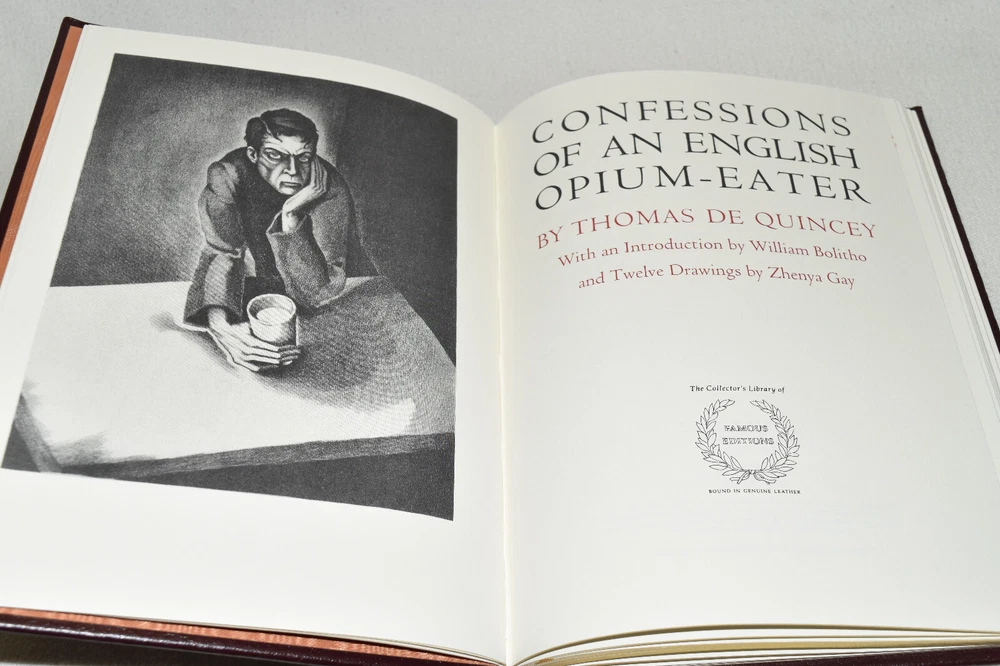 CONFESSIONS
OF AN ENGLISH
OPIUM-EATER
BY THOMAS DE QUINCEY
With an Introduction by William Bolitho
and Twelve Drawings by Zhenya Gay
The Collector's Library of
FAMOUS
EDITIONS
BOUND IN GENUINE LEATHER